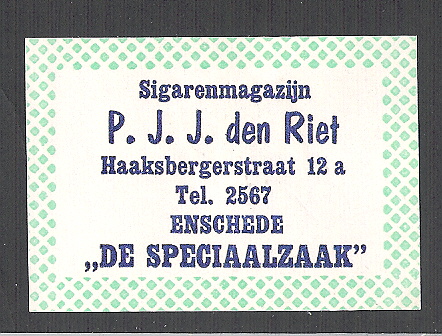 Sigarenmagazijn
P. J. J. den Riet
Haaksbergerstraat 12 a
Tel. 2567
ENSCHEDE
„DE SPECIAALZAAK”